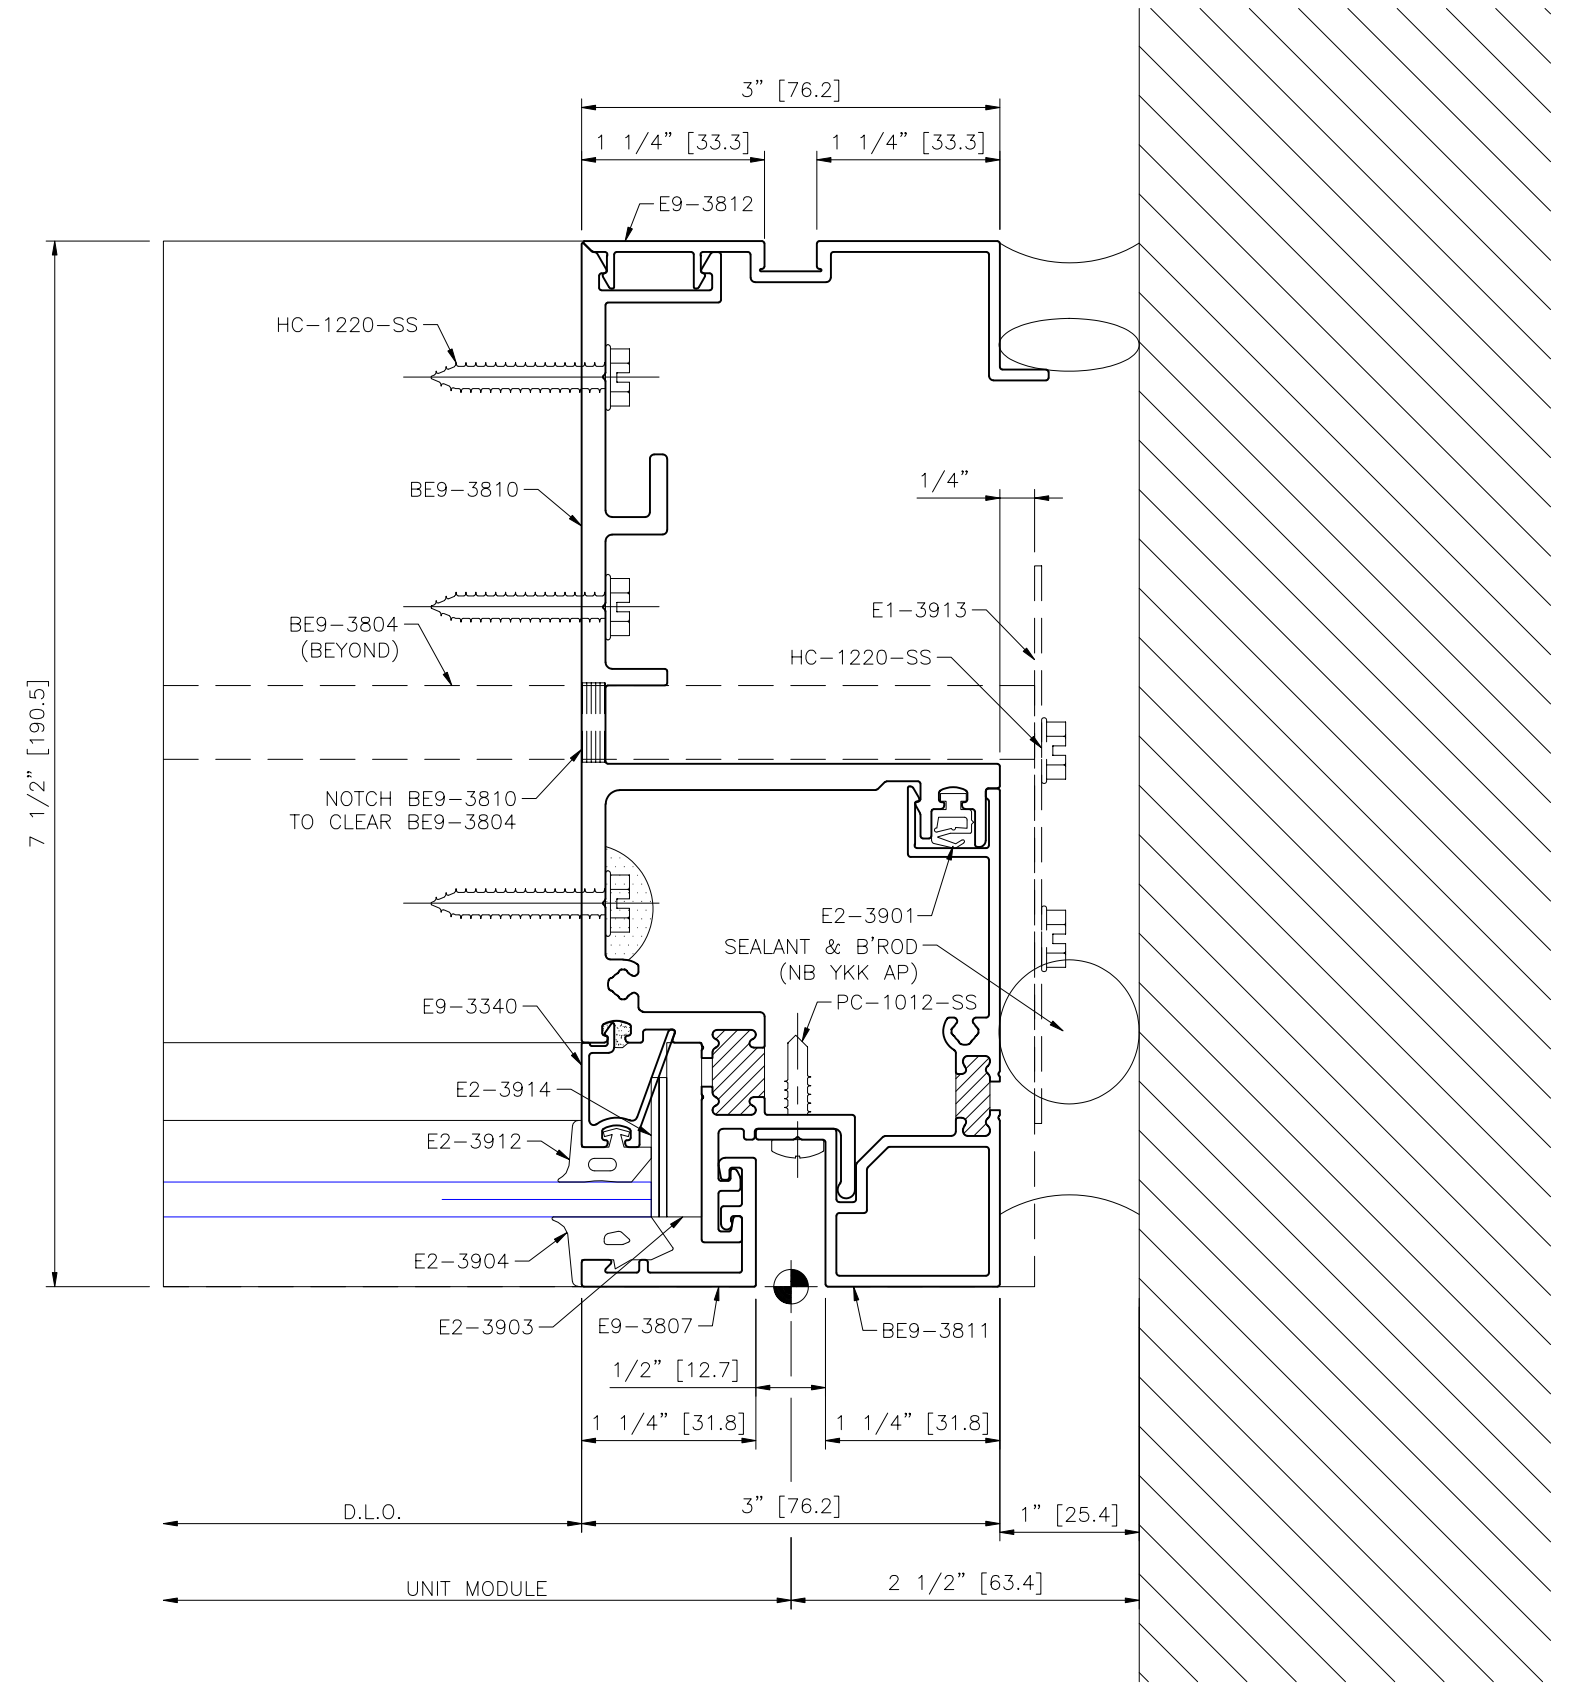 3" [76.2]
1 1/4" [33.3]
1 1/4" [33.3]
E9-3812
HC-1220-SS
BE9-3810
1/4"
E1-3913
BE9-3804
(BEYOND)
HC-1220-SS
7 1/2" [190.5]
NOTCH BE9-3810
TO CLEAR BE9-3804
E2-3901
SEALANT & B'ROD
(NB YKK AP)
PC-1012-SS
E9-3340
E2-3914
E2-3912
E2-3904
E2-3903
E9-3807
BE9-3811
1/2" [12.7]
1 1/4" [31.8]
1 1/4" [31.8]
D.L.O.
3" [76.2]
1" [25.4]
UNIT MODULE
2 1/2" [63.4]